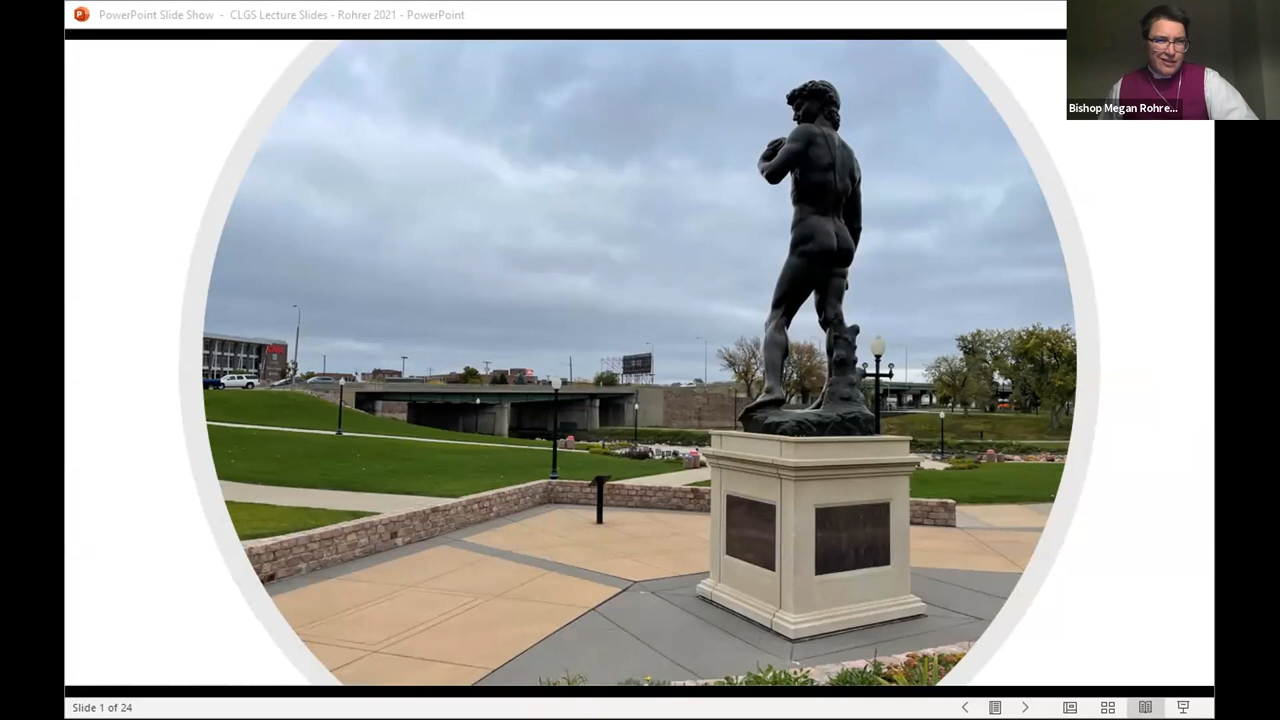 PowerPoint Slide Show - CLGS Lecture Slides - Rohrer 2021 - PowerPoint
Bishop Megan Rohre...
Slide 1 of 24